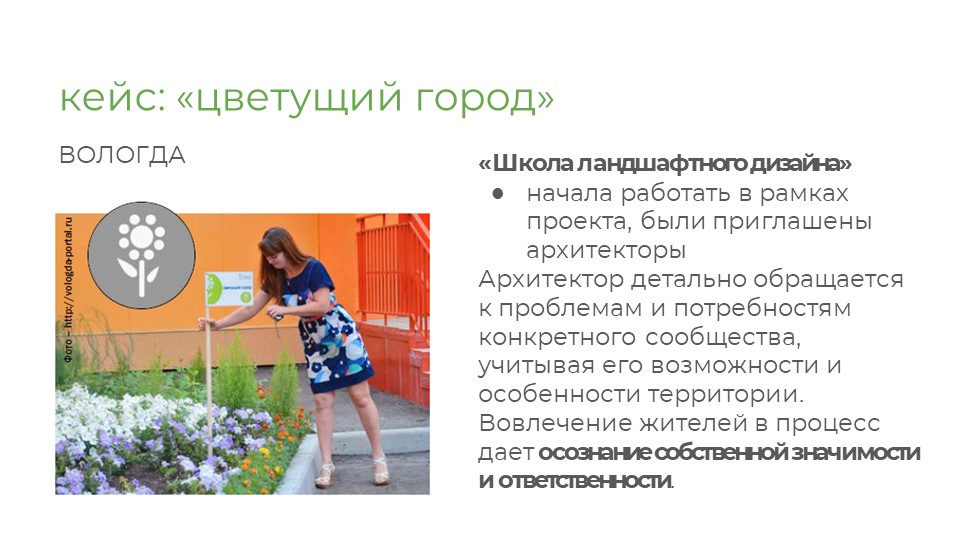 кейс: «цветущий город»
ВОЛОГДА
Фото – http://vologda-portal.ru
«Школа ландшафтного дизайна»
● начала работать в рамках
проекта, были приглашены
архитекторы
Архитектор детально обращается
к проблемам и потребностям
конкретного сообщества,
учитывая его возможности и
особенности территории.
Вовлечение жителей в процесс
дает осознание собственной значимости
и ответственности.